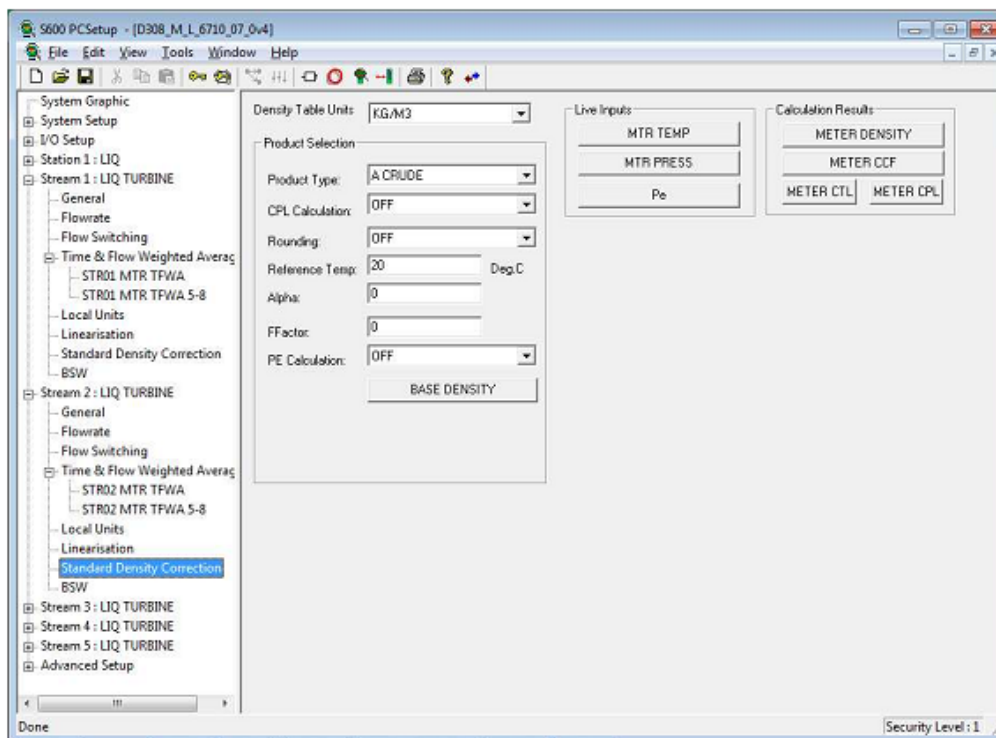 S600 PCSetup - [D308_M_L_6710_07_0v4]
File Edit View Tools Window Help
System Graphic
System Setup
I/O Setup
Station 1 : LIQ
Stream 1 : LIQ TURBINE
General
Flowrate
Flow Switching
Time & Flow Weighted Averag
STR01 MTR TFWA
STR01 MTR TFWA 5-8
Local Units
Linearisation
Standard Density Correction
BSW
Stream 2 : LIQ TURBINE
General
Flowrate
Flow Switching
Time & Flow Weighted Averag
STR02 MTR TFWA
STR02 MTR TFWA 5-8
Local Units
Linearisation
Standard Density Correction
BSW
Stream 3 : LIQ TURBINE
Stream 4 : LIQ TURBINE
Stream 5 : LIQ TURBINE
Advanced Setup
Density Table Units KG/M3
Product Selection
Product Type: A CRUDE
CPL Calculation: OFF
Rounding: OFF
Reference Temp: 20 Deg.C
Alpha: 0
FFactor: 0
PE Calculation: OFF
BASE DENSITY
Live Inputs
MTR TEMP
MTR PRESS
Pe
Calculation Results
METER DENSITY
METER CCF
METER CTL METER CPL
Done Security Level : 1